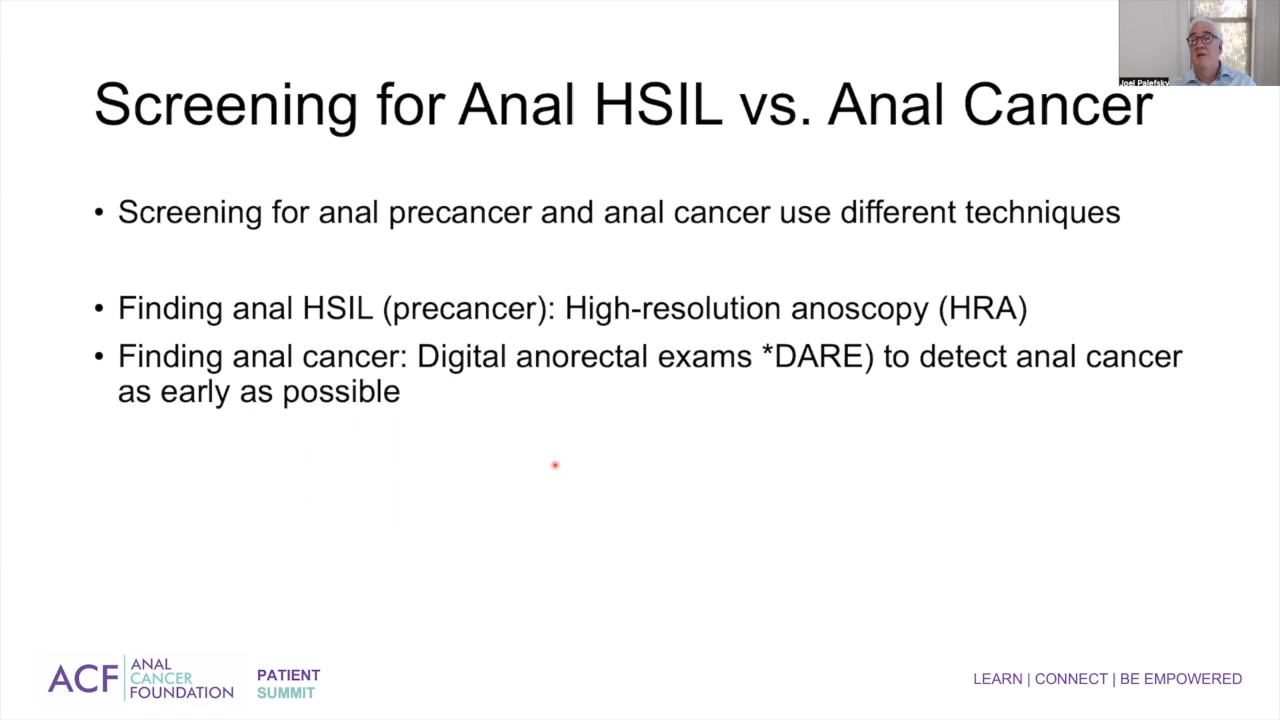 Joel Palefsky
Screening for Anal HSIL vs. Anal Cancer
• Screening for anal precancer and anal cancer use different techniques
• Finding anal HSIL (precancer): High-resolution anoscopy (HRA)
• Finding anal cancer: Digital anorectal exams *DARE) to detect anal cancer
as early as possible
ACF
ANAL
CANCER
FOUNDATION
PATIENT
SUMMIT
LEARN | CONNECT | BE EMPOWERED